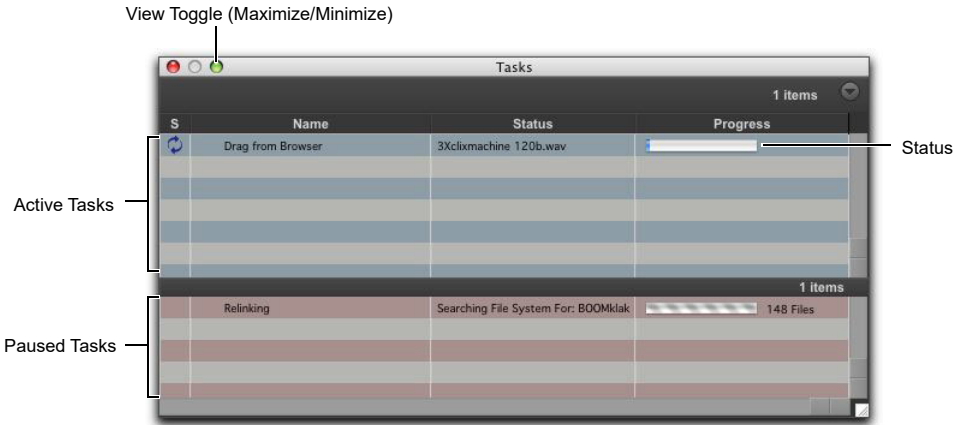 View Toggle (Maximize/Minimize)
Tasks
1 items
S Name Status Progress
Drag from Browser 3Xclixmachine 120b.wav
Status
Active Tasks
1 items
Relinking Searching File System For: BOOMklak 148 Files
Paused Tasks